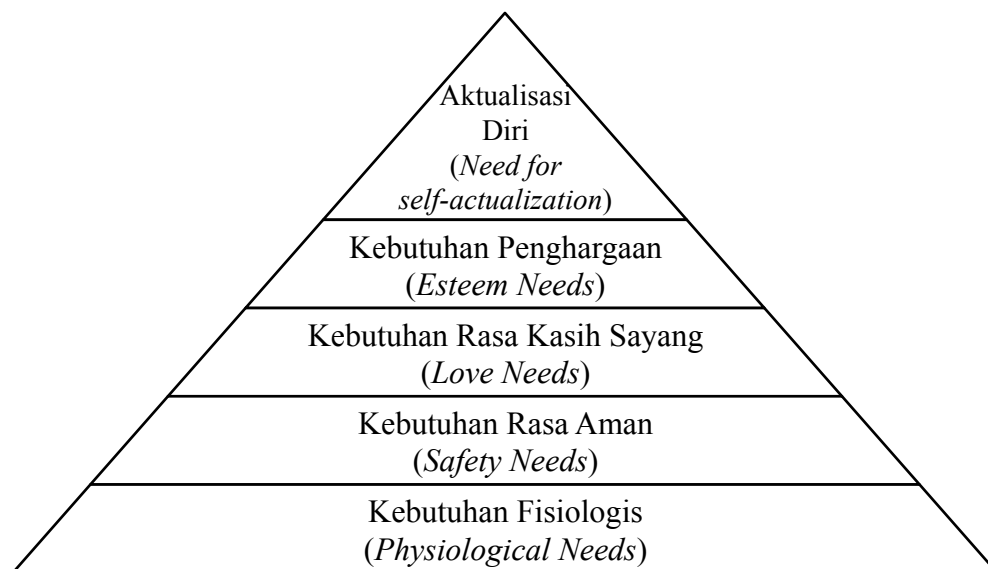 Aktualisasi
Diri
(Need for
self-actualization)
Kebutuhan Penghargaan
(Esteem Needs)
Kebutuhan Rasa Kasih Sayang
(Love Needs)
Kebutuhan Rasa Aman
(Safety Needs)
Kebutuhan Fisiologis
(Physiological Needs)